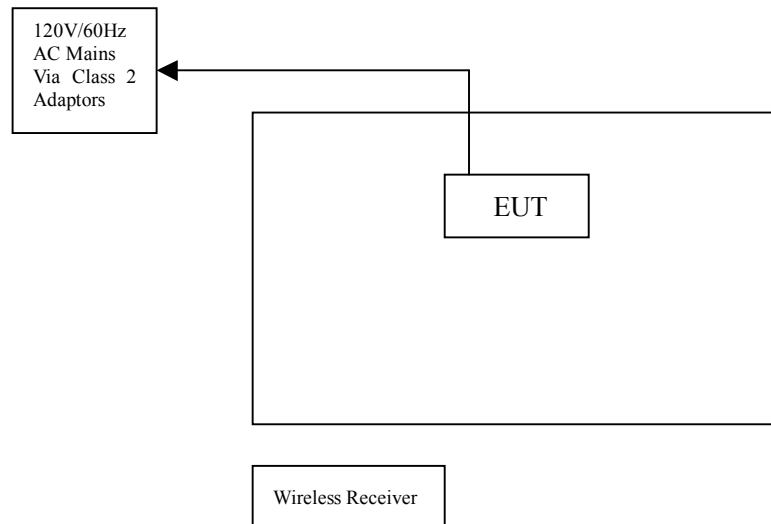 120V/60Hz
AC Mains
Via Class 2
Adaptors
EUT
Wireless Receiver